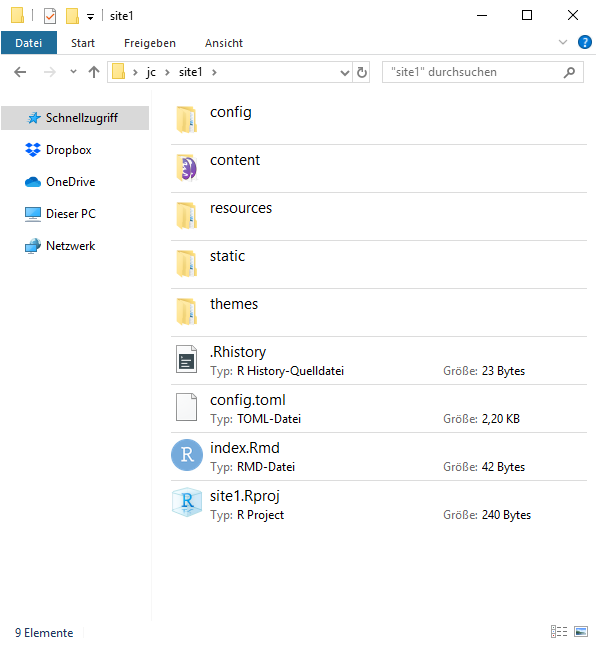 site1
Datei Start Freigeben Ansicht
jc site1 "site1" durchsuchen
Schnellzugriff
Dropbox
OneDrive
Dieser PC
Netzwerk
config
content
resources
static
themes
.Rhistory
Typ: R History-Quelldatei Größe: 23 Bytes
config.toml
Typ: TOML-Datei Größe: 2,20 KB
index.Rmd
Typ: RMD-Datei Größe: 42 Bytes
site1.Rproj
Typ: R Project Größe: 240 Bytes
9 Elemente